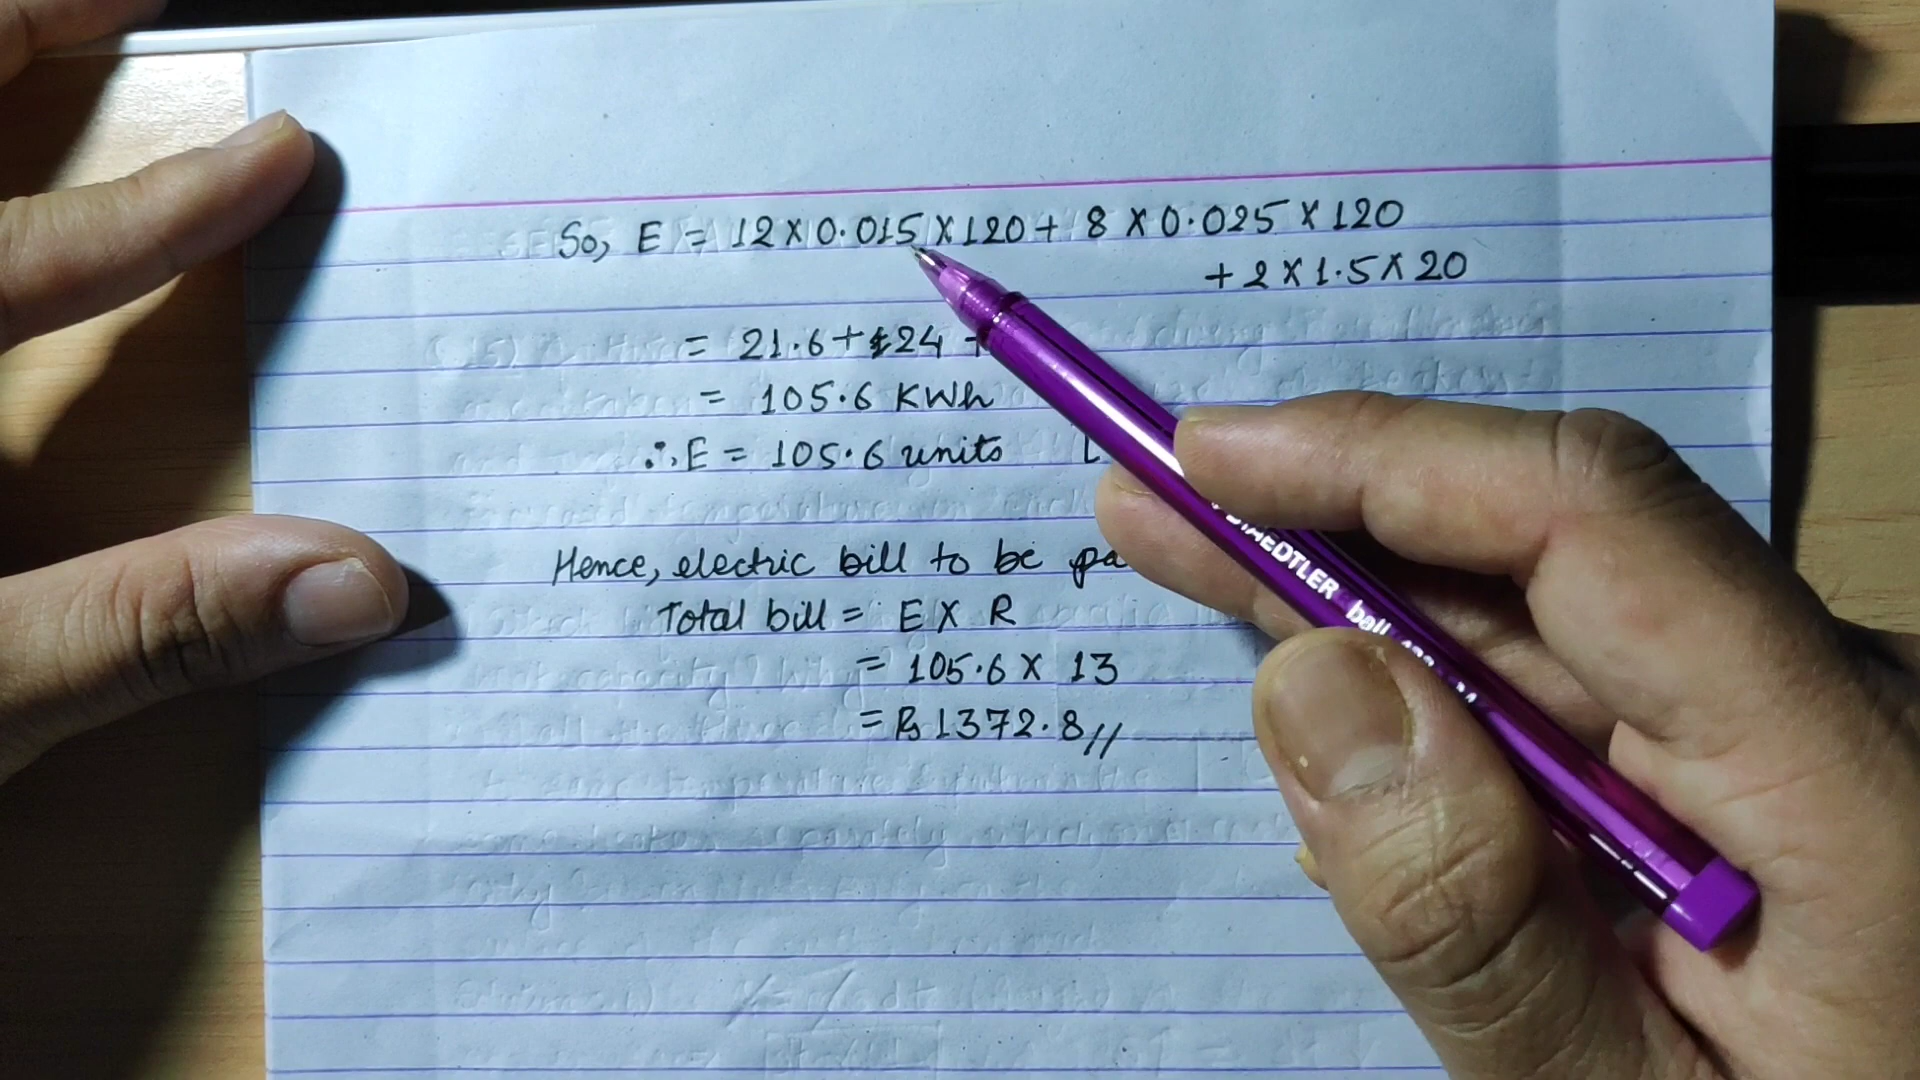 So, E = 12 × 0.015 × 120 + 8 × 0.025 × 120
+ 2 × 1.5 × 20
= 21.6 + 24 +
= 105.6 KWh
∴, E = 105.6 units [
Hence, electric bill to be pa
Total bill = E X R
= 105.6 × 13
= Rs 1372.8//
STAEDTLER ball